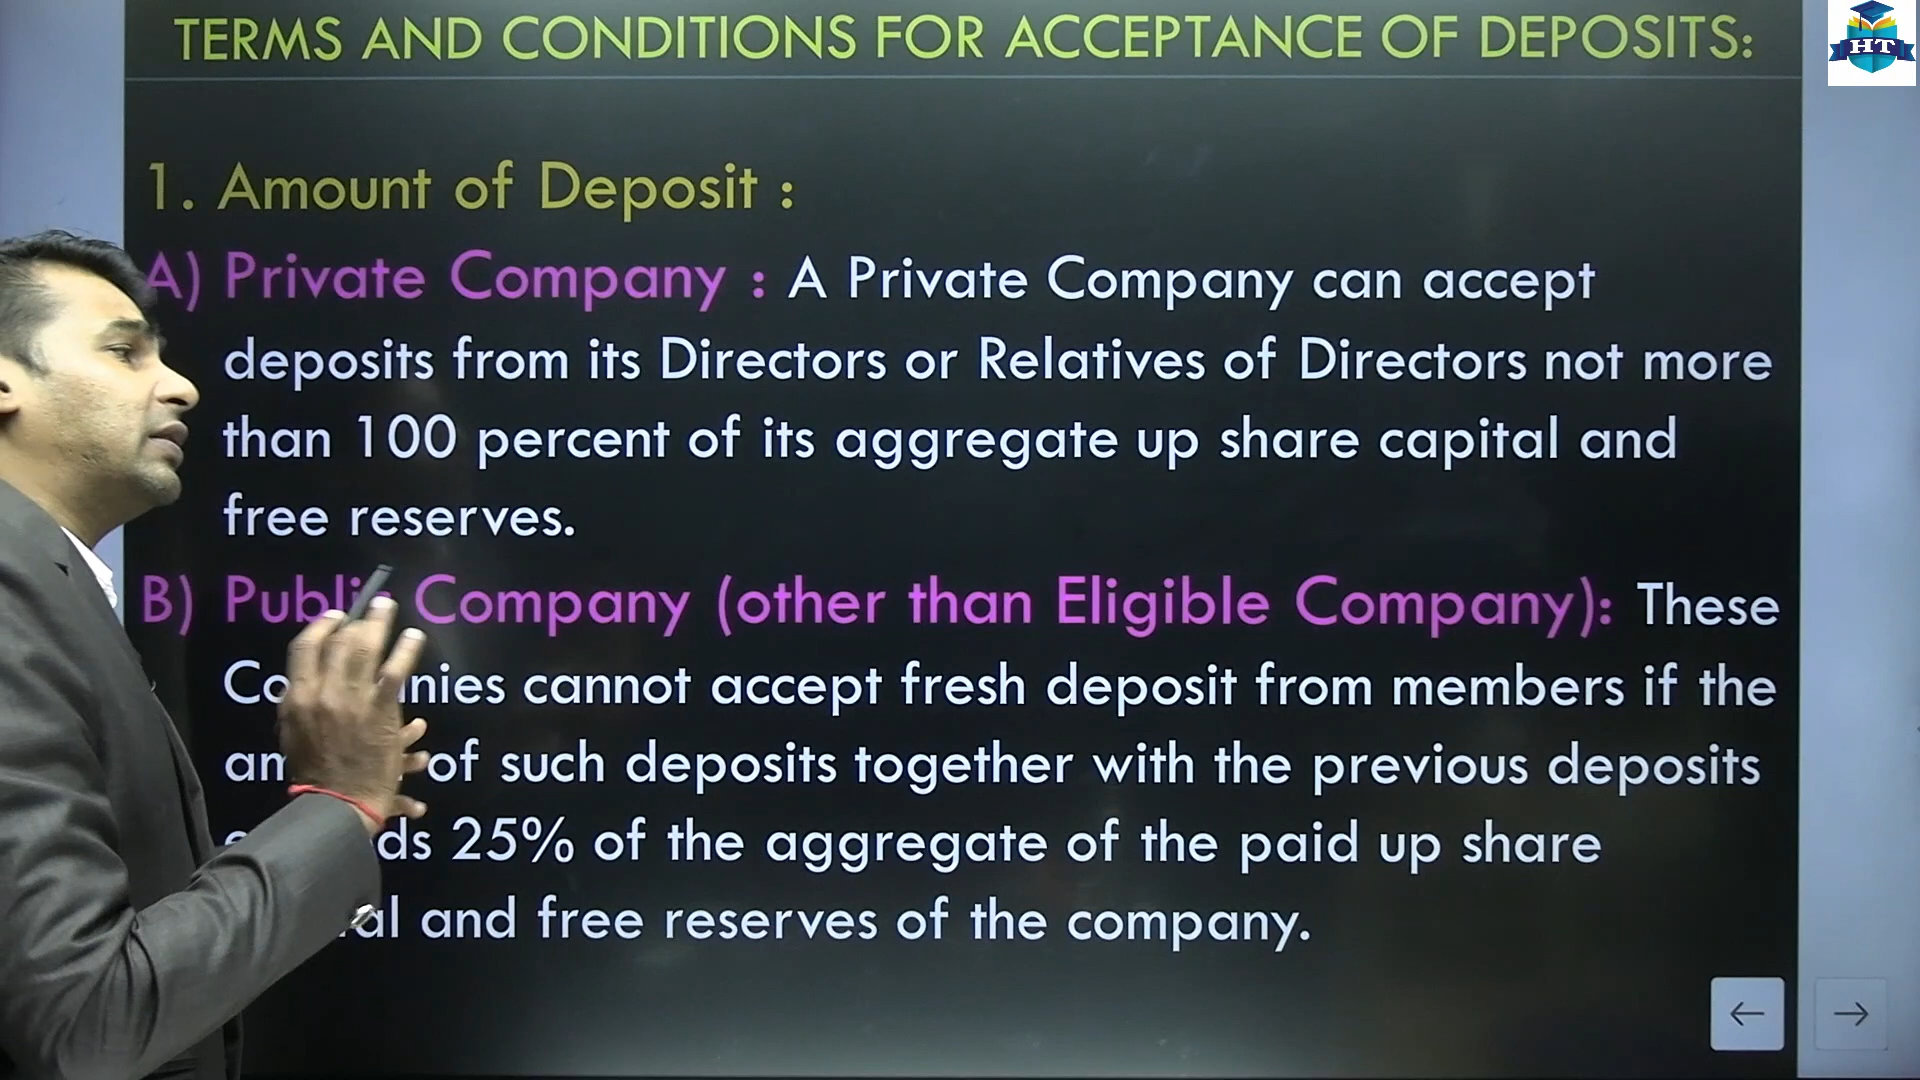 TERMS AND CONDITIONS FOR ACCEPTANCE OF DEPOSITS:
HT
1. Amount of Deposit :
A) Private Company : A Private Company can accept
deposits from its Directors or Relatives of Directors not more
than 100 percent of its aggregate up share capital and
free reserves.
B) Public Company (other than Eligible Company): These
cannot accept fresh deposit from members if the
of such deposits together with the previous deposits
25% of the aggregate of the paid up share
and free reserves of the company.